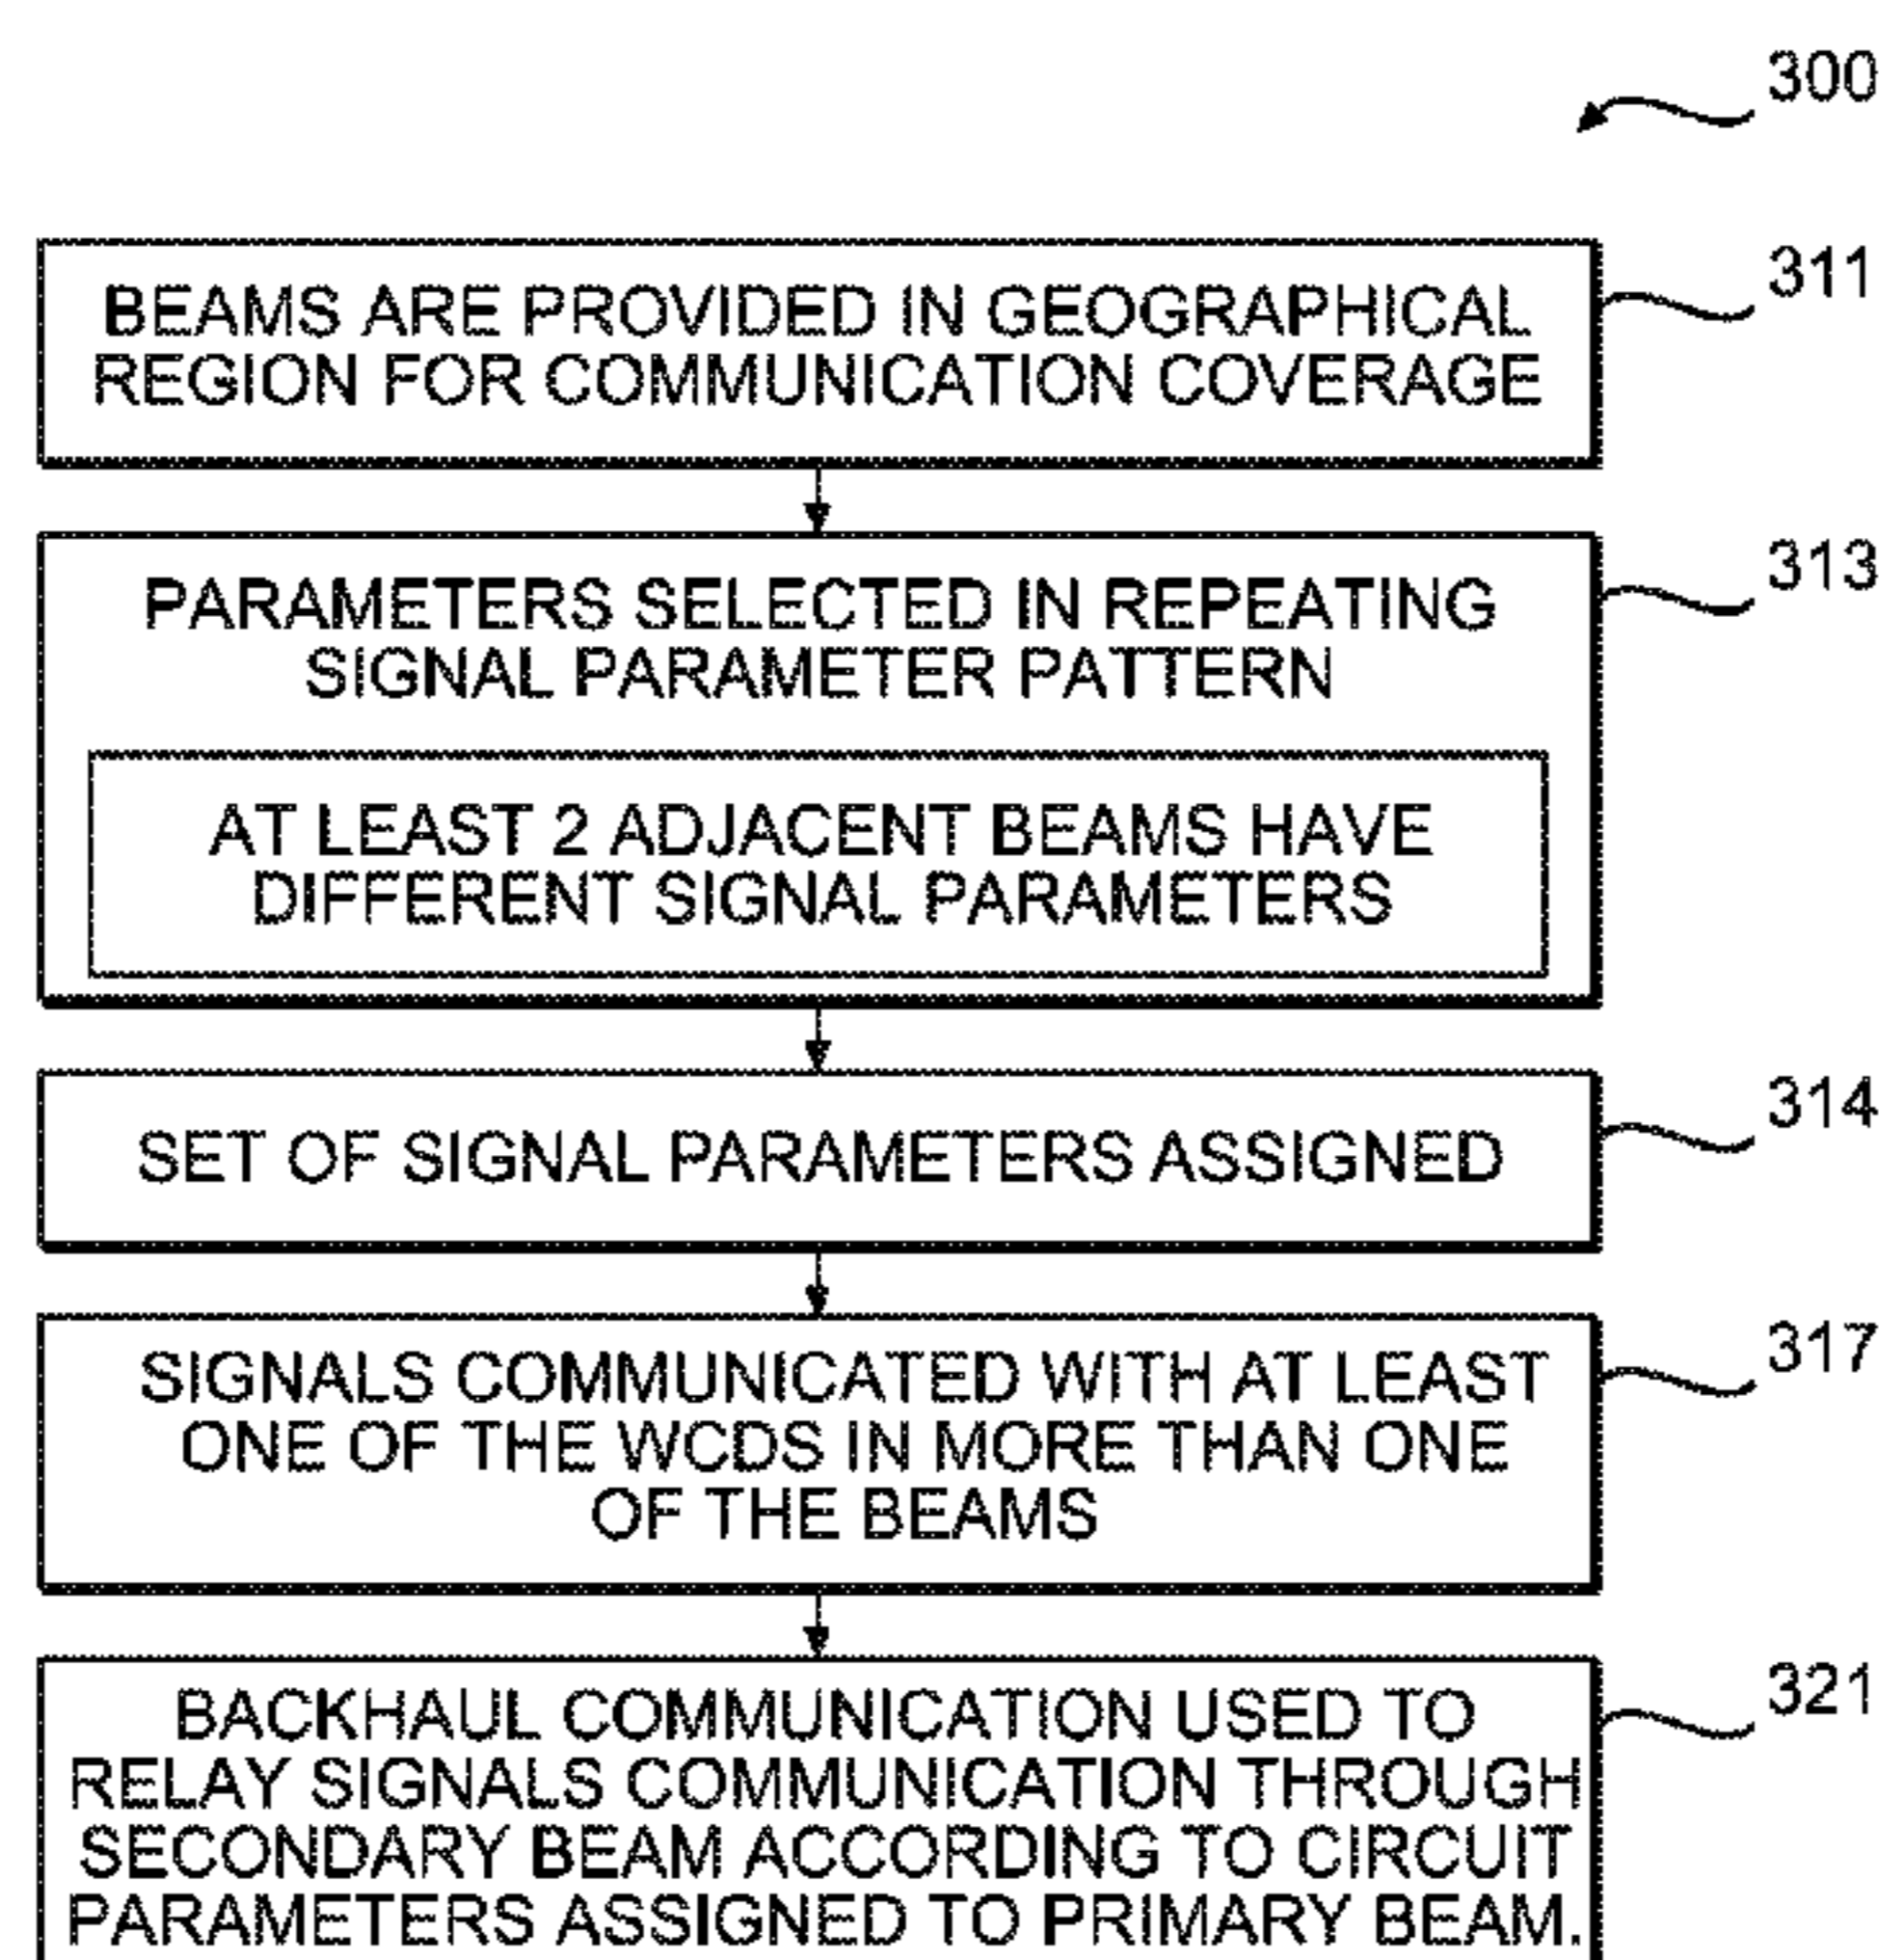 300
BEAMS ARE PROVIDED IN GEOGRAPHICAL
REGION FOR COMMUNICATION COVERAGE
311
PARAMETERS SELECTED IN REPEATING
SIGNAL PARAMETER PATTERN
313
AT LEAST 2 ADJACENT BEAMS HAVE
DIFFERENT SIGNAL PARAMETERS
SET OF SIGNAL PARAMETERS ASSIGNED
314
SIGNALS COMMUNICATED WITH AT LEAST
ONE OF THE WCDS IN MORE THAN ONE
OF THE BEAMS
317
BACKHAUL COMMUNICATION USED TO
RELAY SIGNALS COMMUNICATION THROUGH
SECONDARY BEAM ACCORDING TO CIRCUIT
PARAMETERS ASSIGNED TO PRIMARY BEAM.
321